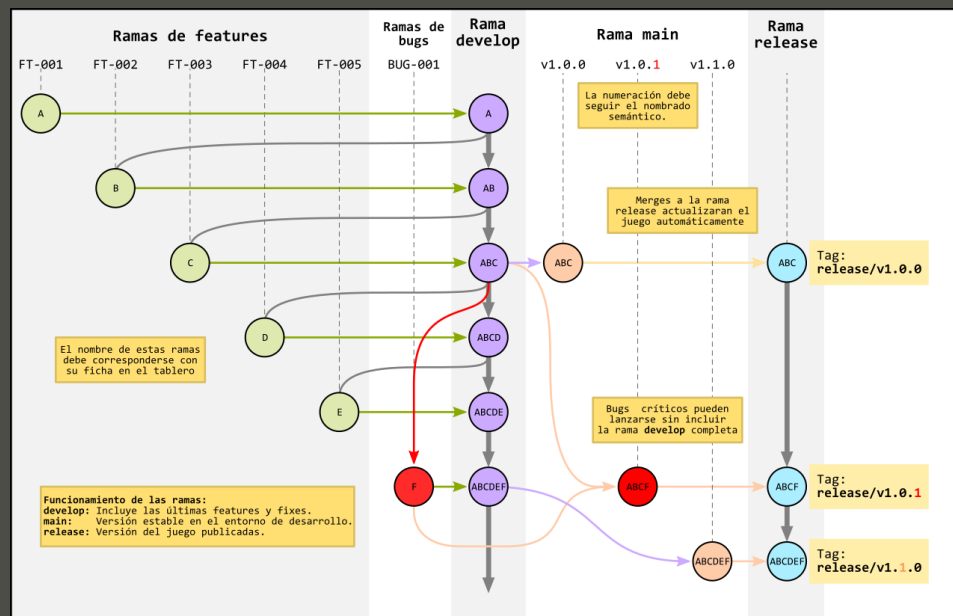 Ramas de features
Ramas de
bugs
Rama
develop
Rama main
Rama
release
FT-001
FT-002
FT-003
FT-004
FT-005
BUG-001
v1.0.0
v1.0.1
v1.1.0
La numeración debe
seguir el nombrado
semántico.
A
A
B
AB
Merges a la rama
release actualizaran el
juego automáticamente
C
ABC
ABC
ABC
Tag:
release/v1.0.0
D
ABCD
El nombre de estas ramas
debe corresponderse con
su ficha en el tablero
E
ABCDE
Bugs críticos pueden
lanzarse sin incluir
la rama develop completa
F
ABCDEF
ABCF
ABCF
Tag:
release/v1.0.1
Funcionamiento de las ramas:
develop: Incluye las últimas features y fixes.
main: Versión estable en el entorno de desarrollo.
release: Versión del juego publicadas.
ABCDEF
ABCDEF
Tag:
release/v1.1.0